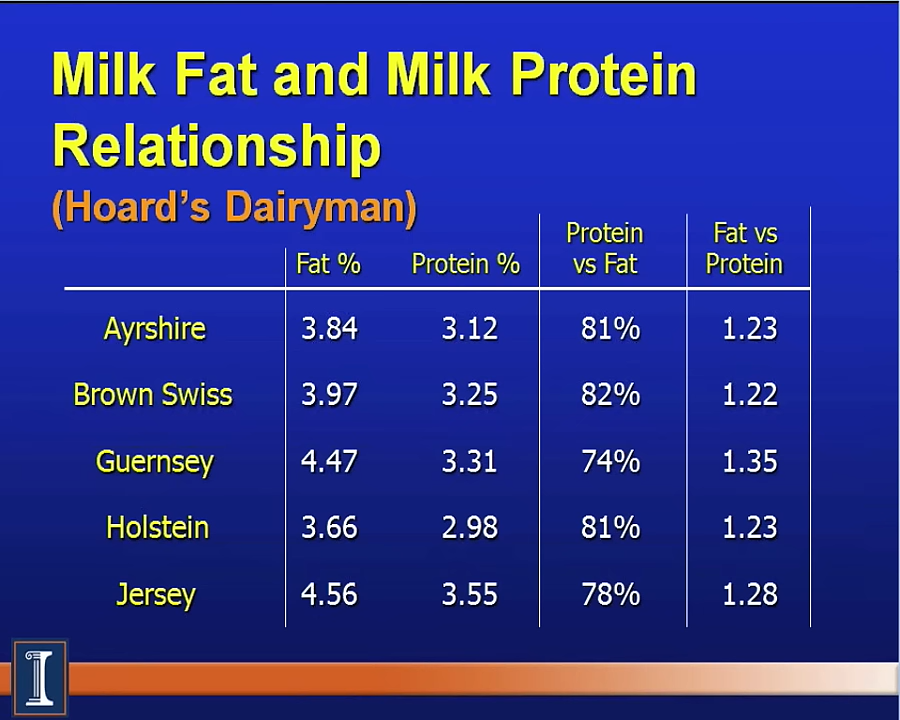 Milk Fat and Milk Protein
Relationship
(Hoard's Dairyman)
Fat % Protein % Protein vs Fat Fat vs Protein
Ayrshire 3.84 3.12 81% 1.23
Brown Swiss 3.97 3.25 82% 1.22
Guernsey 4.47 3.31 74% 1.35
Holstein 3.66 2.98 81% 1.23
Jersey 4.56 3.55 78% 1.28
I